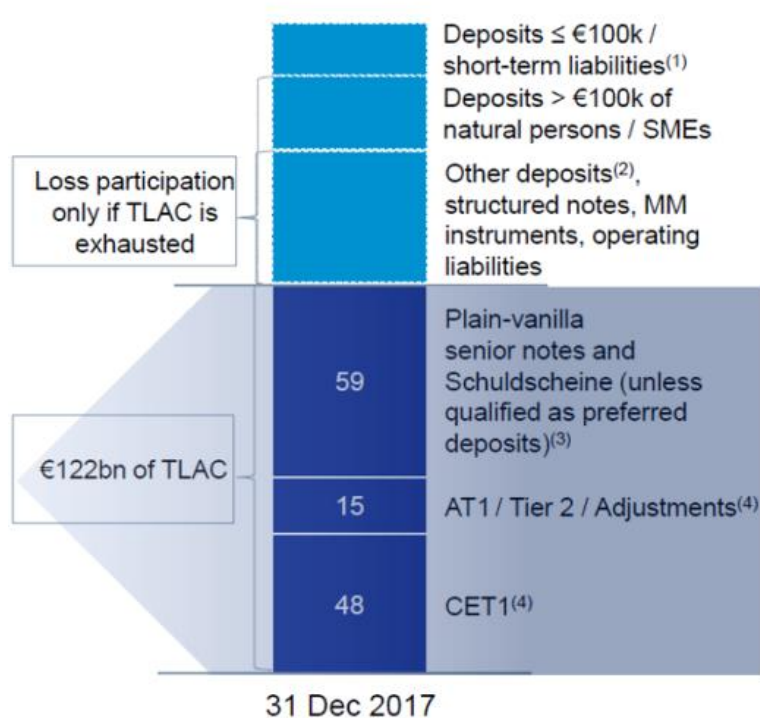 Deposits ≤ €100k /
short-term liabilities(1)
Deposits > €100k of
natural persons / SMEs
Loss participation
only if TLAC is
exhausted
Other deposits(2),
structured notes, MM
instruments, operating
liabilities
59
Plain-vanilla
senior notes and
Schuldscheine (unless
qualified as preferred
deposits)(3)
€122bn of TLAC
15
AT1 / Tier 2 / Adjustments(4)
48
CET1(4)
31 Dec 2017